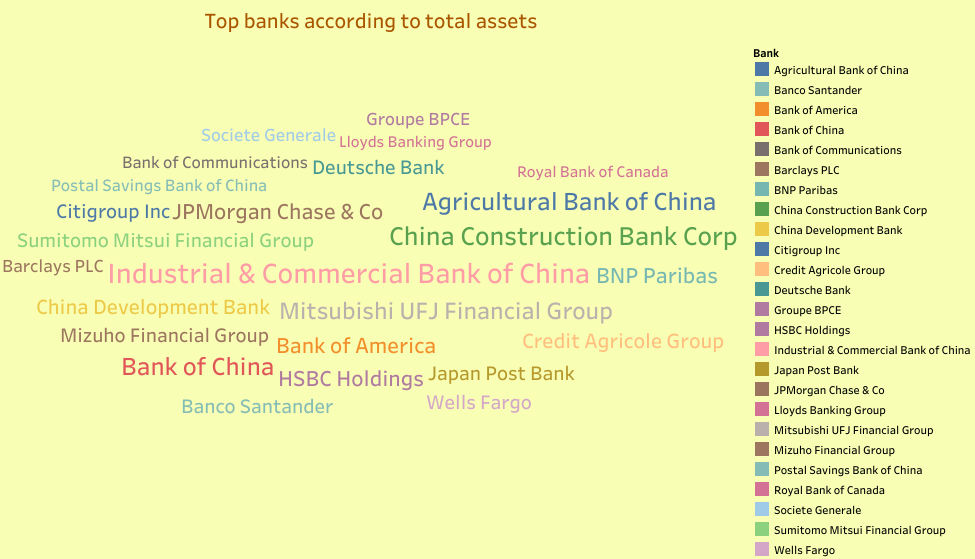 Top banks according to total assets
Groupe BPCE
Societe Generale
Lloyds Banking Group
Bank of Communications
Deutsche Bank
Royal Bank of Canada
Postal Savings Bank of China
Agricultural Bank of China
Citigroup Inc
JPMorgan Chase & Co
China Construction Bank Corp
Sumitomo Mitsui Financial Group
Barclays PLC
Industrial & Commercial Bank of China
BNP Paribas
China Development Bank
Mitsubishi UFJ Financial Group
Mizuho Financial Group
Bank of America
Credit Agricole Group
Bank of China
HSBC Holdings
Japan Post Bank
Banco Santander
Wells Fargo
Bank
Agricultural Bank of China
Banco Santander
Bank of America
Bank of China
Bank of Communications
Barclays PLC
BNP Paribas
China Construction Bank Corp
China Development Bank
Citigroup Inc
Credit Agricole Group
Deutsche Bank
Groupe BPCE
HSBC Holdings
Industrial & Commercial Bank of China
Japan Post Bank
JPMorgan Chase & Co
Lloyds Banking Group
Mitsubishi UFJ Financial Group
Mizuho Financial Group
Postal Savings Bank of China
Royal Bank of Canada
Societe Generale
Sumitomo Mitsui Financial Group
Wells Fargo